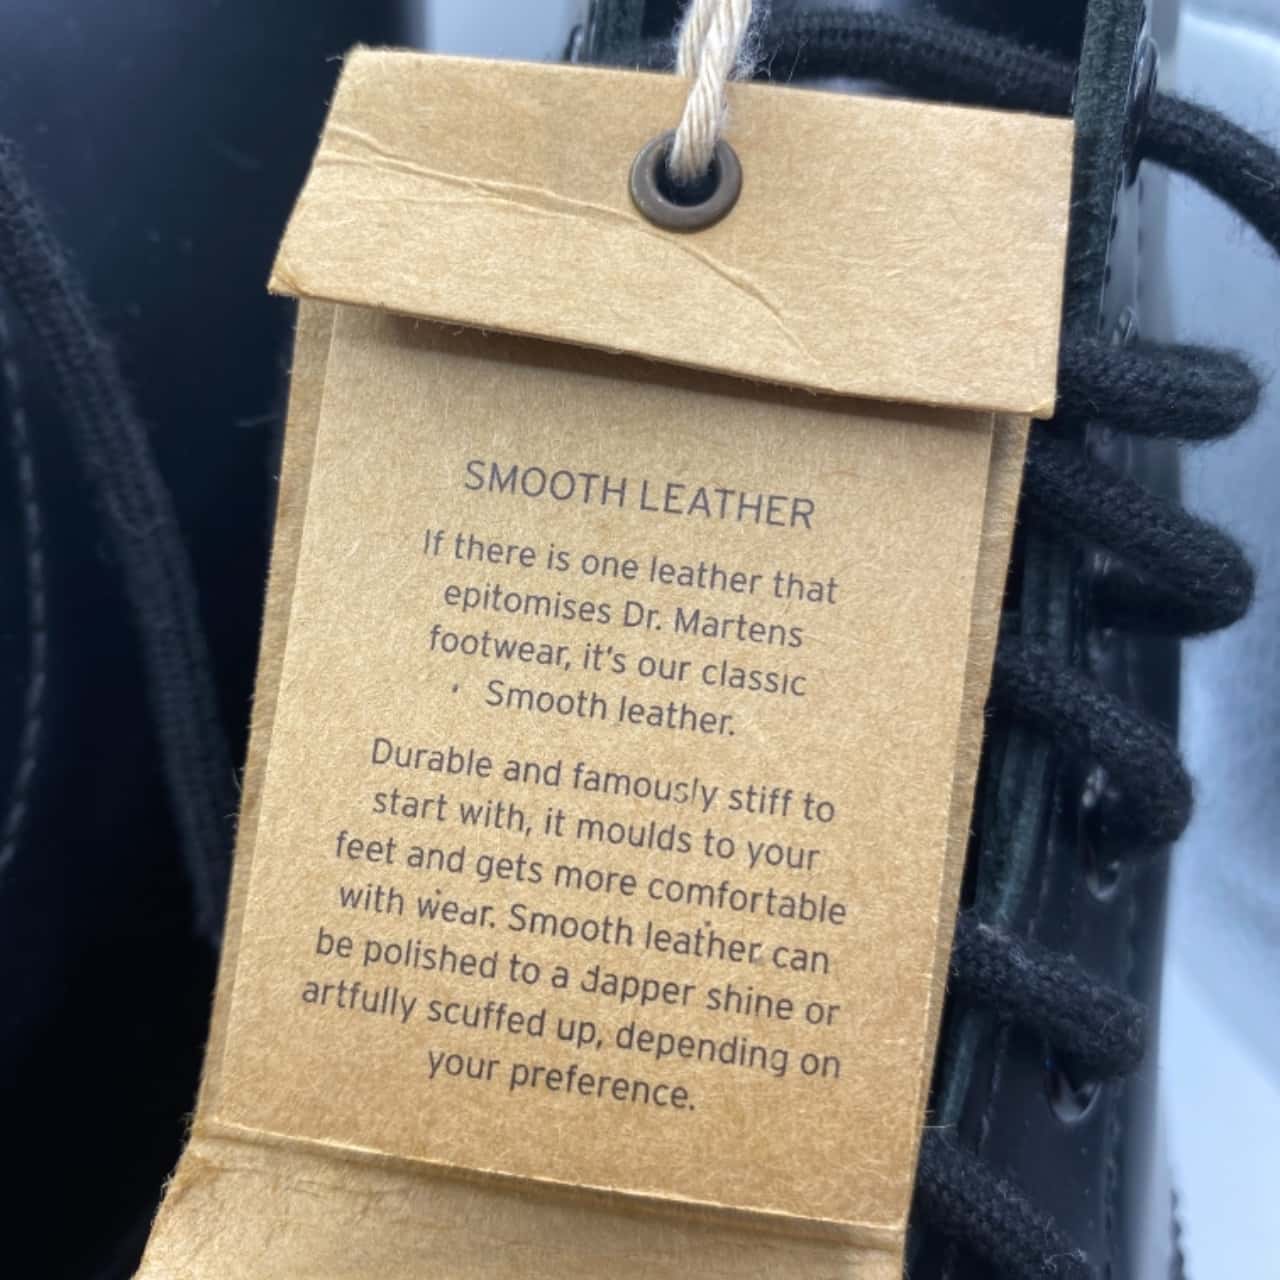 SMOOTH LEATHER
If there is one leather that
epitomises Dr. Martens
footwear, it's our classic
Smooth leather.
Durable and famously stiff to
start with, it moulds to your
feet and gets more comfortable
with wear. Smooth leather can
be polished to a dapper shine or
artfully scuffed up, depending on
your preference.